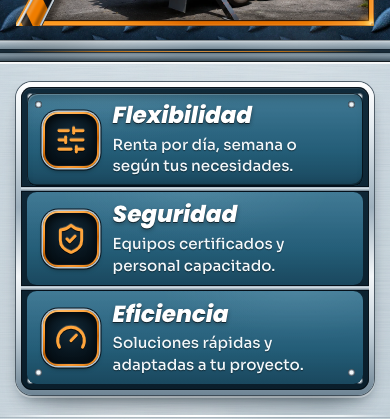 Flexibilidad
Renta por día, semana o
según tus necesidades.
Seguridad
Equipos certificados y
personal capacitado.
Eficiencia
Soluciones rápidas y
adaptadas a tu proyecto.